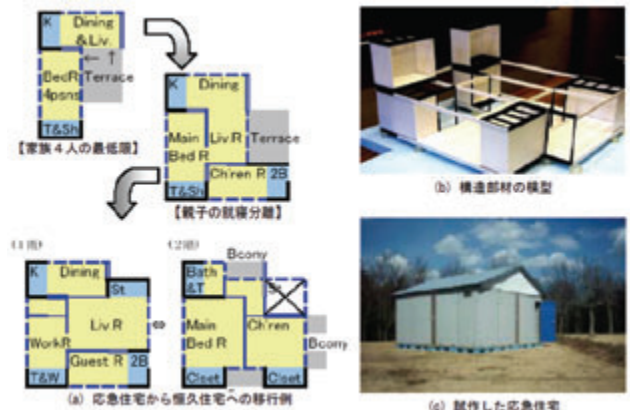 K
Dining
& Liv.
BedR
4psns
Terrace
T&Sh
【家族4人の最低限】
K
Dining
Main
Bed R
Liv R
Terrace
Ch'ren R
2B
T&Sh
【親子の就寝分離】
(1階)
K
Dining
St
Liv.R
WorkR
Guest R
2B
T&W
(2階)
Bcony
Bath
&T
St
Main
Bed R
Ch'ren
Bcony
Clset
Clset
(a) 応急住宅から恒久住宅への移行例
(b) 構造部材の模型
(c) 試作した応急住宅